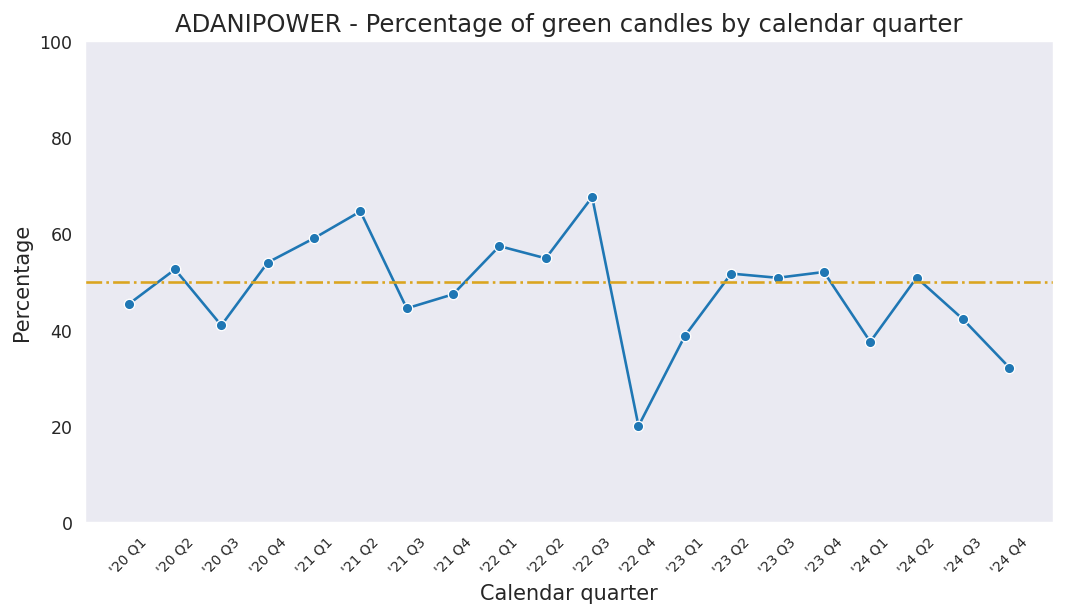 ADANIPOWER - Percentage of green candles by calendar quarter
100
80
60
40
20
0
Percentage
'20 Q1
'20 Q2
'20 Q3
'20 Q4
'21 Q1
'21 Q2
'21 Q3
'21 Q4
'22 Q1
'22 Q2
'22 Q3
'22 Q4
'23 Q1
'23 Q2
'23 Q3
'23 Q4
'24 Q1
'24 Q2
'24 Q3
'24 Q4
Calendar quarter